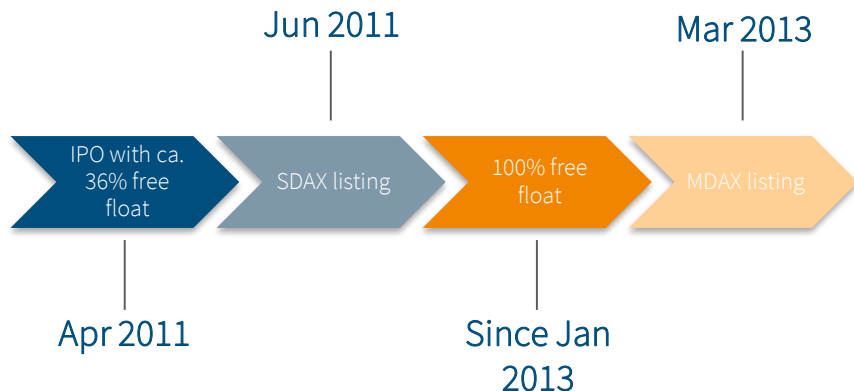 Jun 2011
Mar 2013
IPO with ca.
36% free
float
SDAX listing
100% free
float
MDAX listing
Apr 2011
Since Jan
2013